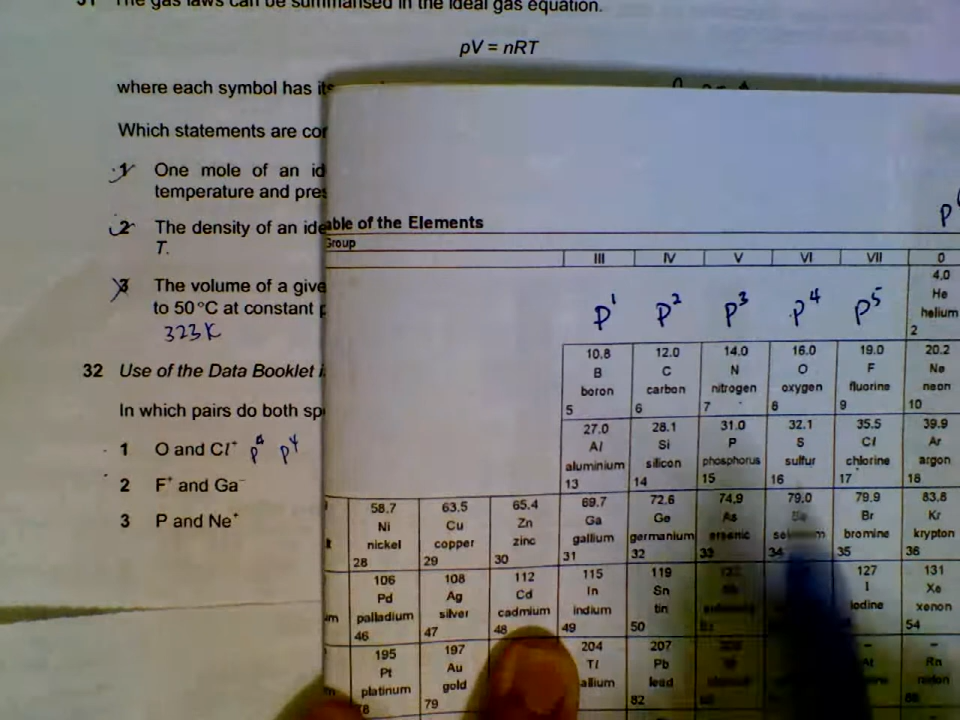 31 The gas laws can be summarised in the ideal gas equation.
pV = nRT
where each symbol has its
Which statements are cor
1 One mole of an id
temperature and pres
2 The density of an ide
T.
3 The volume of a give
to 50 °C at constant p
323K
32 Use of the Data Booklet i
In which pairs do both sp
1 O and Cl⁺ p⁴ p⁴
2 F⁺ and Ga⁻
3 P and Ne⁺
able of the Elements
Group
III IV V VI VII 0
p¹ p² p³ p⁴ p⁵ p
4.0
He
helium
2
10.8 12.0 14.0 16.0 19.0 20.2
B C N O F Ne
boron carbon nitrogen oxygen fluorine neon
5 6 7 8 9 10
27.0 28.1 31.0 32.1 35.5 39.9
Al Si P S Cl Ar
aluminium silicon phosphorus sulfur chlorine argon
13 14 15 16 17 18
58.7 63.5 65.4 69.7 72.6 74.9 79.0 79.9 83.8
Ni Cu Zn Ga Ge As Se Br Kr
nickel copper zinc gallium germanium arsenic selenium bromine krypton
28 29 30 31 32 33 34 35 36
106 108 112 115 119 127 131
Pd Ag Cd In Sn I Xe
palladium silver cadmium indium tin iodine xenon
46 47 48 49 50 54
195 197 204 207
Pt Au Tl Pb At Rn
platinum gold allium lead radon
78 79 82 86